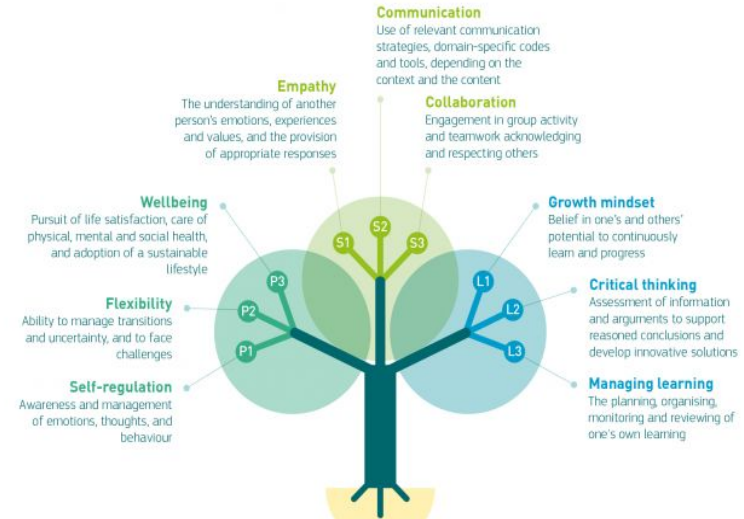 Communication
Use of relevant communication
strategies, domain-specific codes
and tools, depending on the
context and the content
Empathy
The understanding of another
person's emotions, experiences
and values, and the provision
of appropriate responses
Collaboration
Engagement in group activity
and teamwork acknowledging
and respecting others
Wellbeing
Pursuit of life satisfaction, care of
physical, mental and social health,
and adoption of a sustainable
lifestyle
Growth mindset
Belief in one's and others'
potential to continuously
learn and progress
Flexibility
Ability to manage transitions
and uncertainty, and to face
challenges
Critical thinking
Assessment of information
and arguments to support
reasoned conclusions and
develop innovative solutions
Self-regulation
Awareness and management
of emotions, thoughts, and
behaviour
Managing learning
The planning, organising,
monitoring and reviewing of
one's own learning
S1
S2
S3
P3
P2
P1
L1
L2
L3